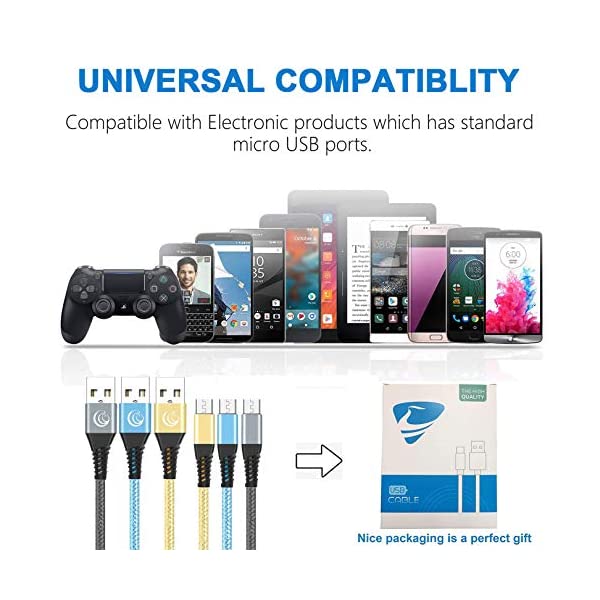 UNIVERSAL COMPATIBLITY
Compatible with Electronic products which has standard
micro USB ports.
THE HIGH
QUALITY
USB
CABLE
Nice packaging is a perfect gift